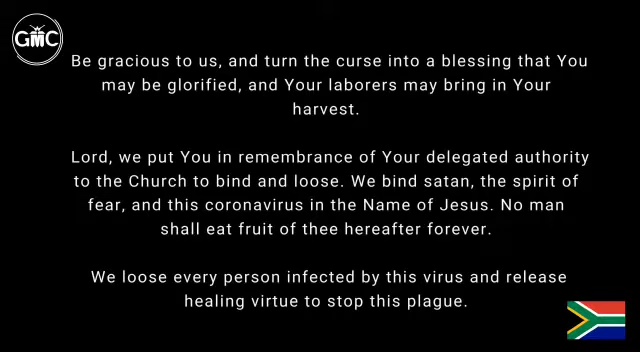 GMC
Be gracious to us, and turn the curse into a blessing that You
may be glorified, and Your laborers may bring in Your
harvest.
Lord, we put You in remembrance of Your delegated authority
to the Church to bind and loose. We bind satan, the spirit of
fear, and this coronavirus in the Name of Jesus. No man
shall eat fruit of thee hereafter forever.
We loose every person infected by this virus and release
healing virtue to stop this plague.